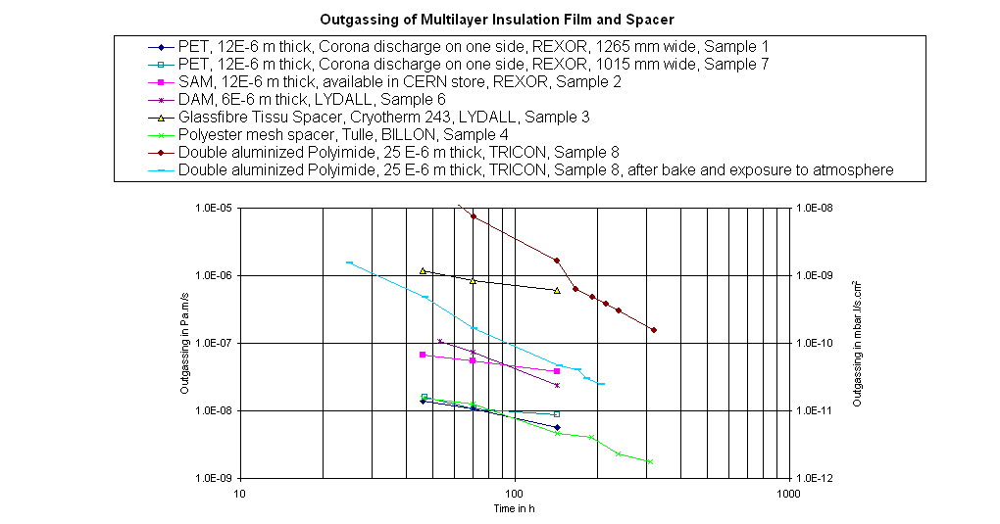 Outgassing of Multilayer Insulation Film and Spacer
PET, 12E-6 m thick, Corona discharge on one side, REXOR, 1265 mm wide, Sample 1
PET, 12E-6 m thick, Corona discharge on one side, REXOR, 1015 mm wide, Sample 7
SAM, 12E-6 m thick, available in CERN store, REXOR, Sample 2
DAM, 6E-6 m thick, LYDALL, Sample 6
Glassfibre Tissu Spacer, Cryotherm 243, LYDALL, Sample 3
Polyester mesh spacer, Tulle, BILLON, Sample 4
Double aluminized Polyimide, 25 E-6 m thick, TRICON, Sample 8
Double aluminized Polyimide, 25 E-6 m thick, TRICON, Sample 8, after bake and exposure to atmosphere
1.0E-05
1.0E-06
1.0E-07
1.0E-08
1.0E-09
Outgassing in Pa.m/s
1.0E-08
1.0E-09
1.0E-10
1.0E-11
1.0E-12
Outgassing in mbar.l/s.cm²
10
100
1000
Time in h